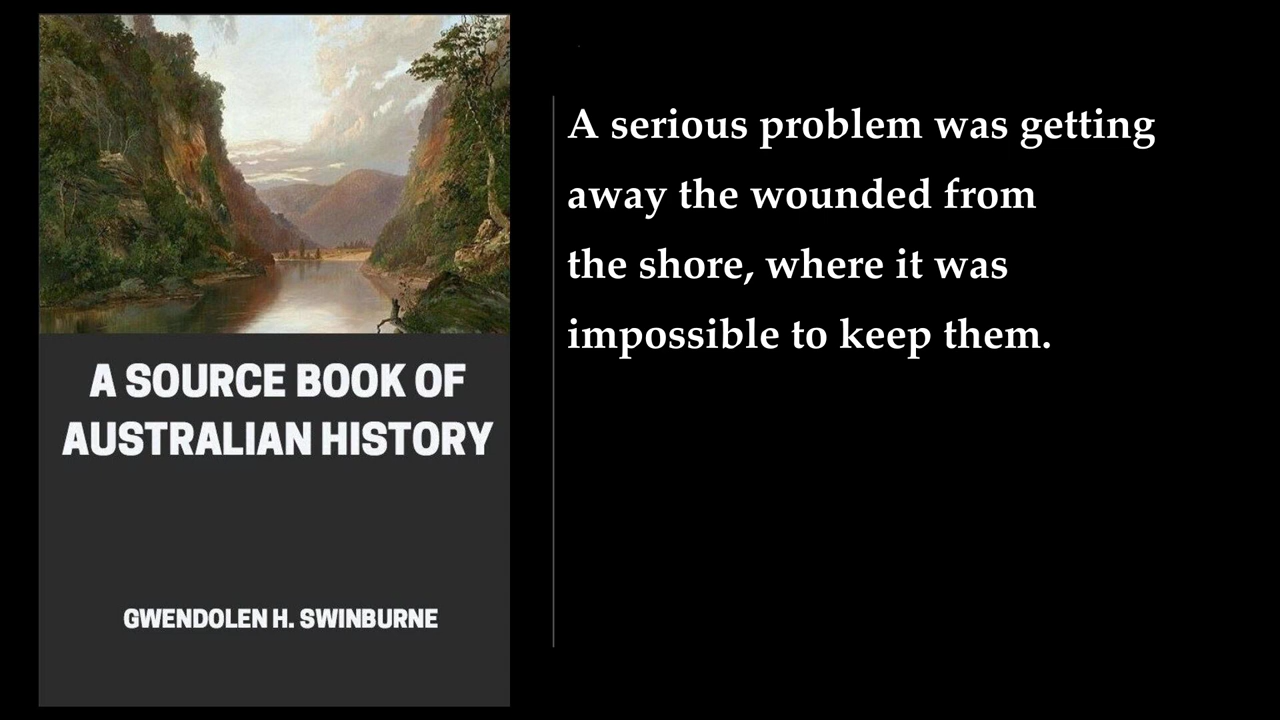 A SOURCE BOOK OF
AUSTRALIAN HISTORY
GWENDOLEN H. SWINBURNE
A serious problem was getting
away the wounded from
the shore, where it was
impossible to keep them.